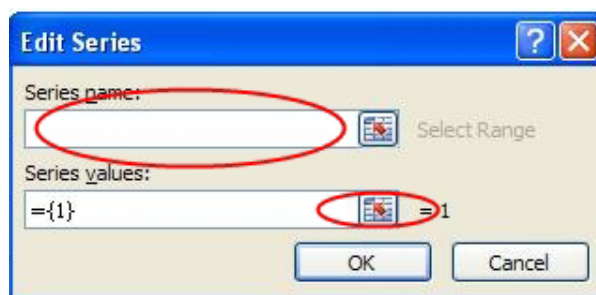 Edit Series
Series name:
Select Range
Series values:
={1}
= 1
OK
Cancel